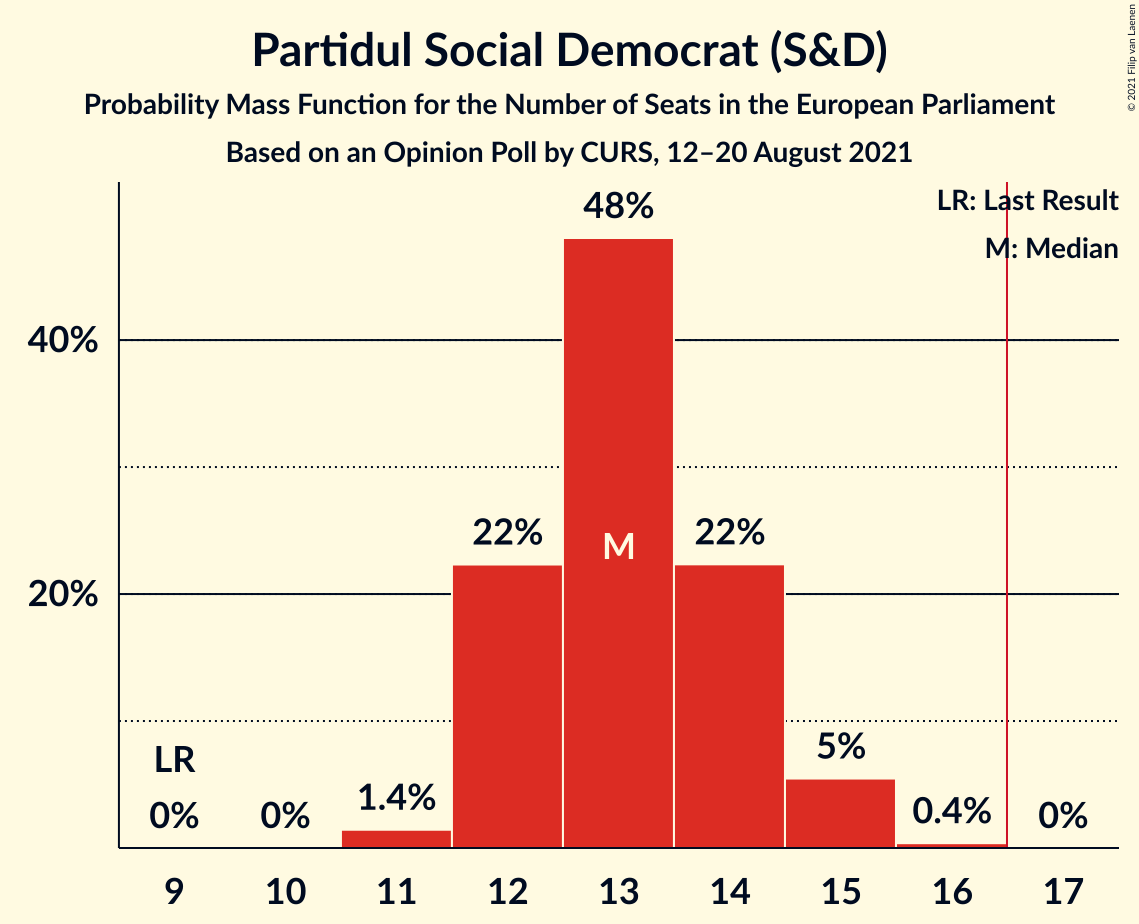 Partidul Social Democrat (S&D)
Probability Mass Function for the Number of Seats in the European Parliament
Based on an Opinion Poll by CURS, 12–20 August 2021
© 2021 Filip van Laenen
LR: Last Result
M: Median
48%
40%
22%
M
22%
20%
LR
0%
0%
1.4%
5%
0.4%
0%
9
10
11
12
13
14
15
16
17